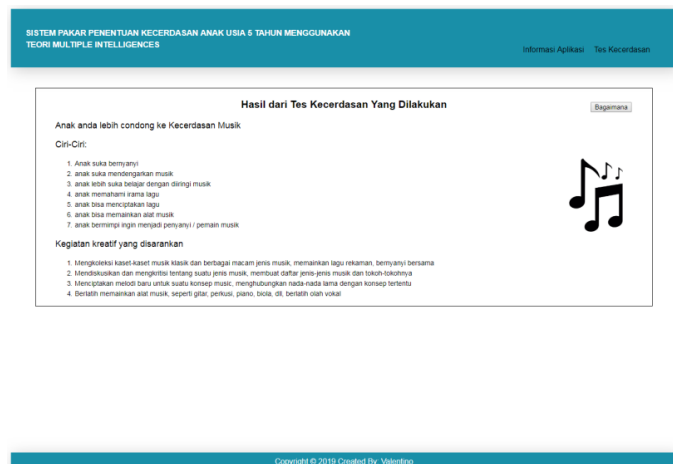 SISTEM PAKAR PENENTUAN KECERDASAN ANAK USIA 5 TAHUN MENGGUNAKAN
TEORI MULTIPLE INTELLIGENCES
Informasi Aplikasi Tes Kecerdasan
Hasil dari Tes Kecerdasan Yang Dilakukan
Bagaimana
Anak anda lebih condong ke Kecerdasan Musik
Ciri-Ciri:
1. Anak suka bernyanyi
2. anak suka mendengarkan musik
3. anak lebih suka belajar dengan diiringi musik
4. anak memahami irama lagu
5. anak bisa menciptakan lagu
6. anak bisa memainkan alat musik
7. anak bermimpi ingin menjadi penyanyi / pemain musik
Kegiatan kreatif yang disarankan
1. Mengkoleksi kaset-kaset musik klasik dan berbagai macam jenis musik, memainkan lagu rekaman, bernyanyi bersama
2. Mendiskusikan dan mengkritisi tentang suatu jenis musik, membuat daftar jenis-jenis musik dan tokoh-tokohnya
3. Menciptakan melodi baru untuk suatu konsep music, menghubungkan nada-nada lama dengan konsep tertentu
4. Berlatih memainkan alat musik, seperti gitar, perkusi, piano, biola, dll, berlatih olah vokal
Copyright © 2019 Created By. Valentino